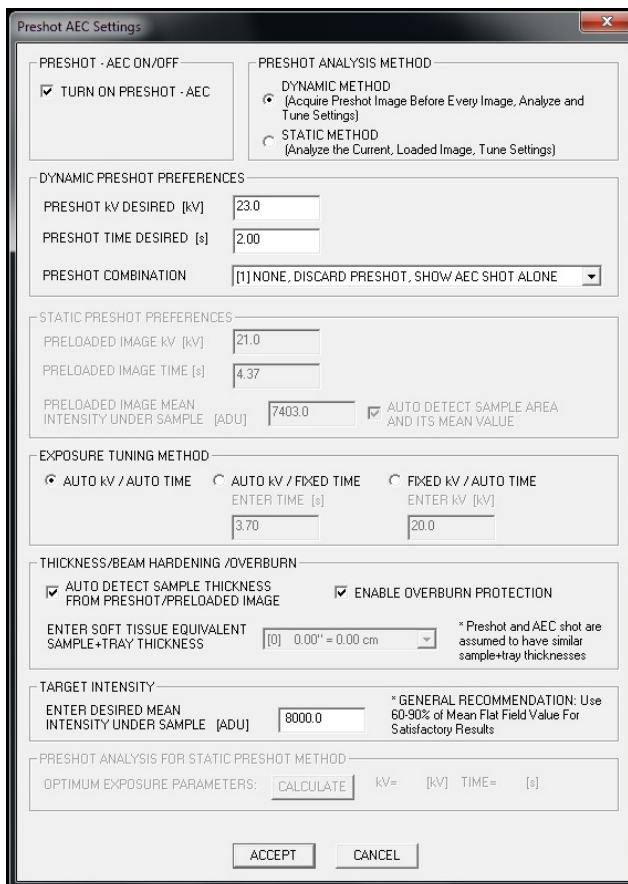 Preshot AEC Settings
PRESHOT - AEC ON/OFF
TURN ON PRESHOT - AEC
PRESHOT ANALYSIS METHOD
DYNAMIC METHOD
(Acquire Preshot Image Before Every Image, Analyze and
Tune Settings)
STATIC METHOD
(Analyze the Current, Loaded Image, Tune Settings)
DYNAMIC PRESHOT PREFERENCES
PRESHOT kV DESIRED [kV] 23.0
PRESHOT TIME DESIRED [s] 2.00
PRESHOT COMBINATION [1] NONE, DISCARD PRESHOT, SHOW AEC SHOT ALONE
STATIC PRESHOT PREFERENCES
PRELOADED IMAGE kV [kV] 21.0
PRELOADED IMAGE TIME [s] 4.37
PRELOADED IMAGE MEAN
INTENSITY UNDER SAMPLE [ADU] 7403.0
AUTO DETECT SAMPLE AREA
AND ITS MEAN VALUE
EXPOSURE TUNING METHOD
AUTO kV / AUTO TIME AUTO kV / FIXED TIME FIXED kV / AUTO TIME
ENTER TIME [s] ENTER kV [kV]
3.70 20.0
THICKNESS/BEAM HARDENING /OVERBURN
AUTO DETECT SAMPLE THICKNESS
FROM PRESHOT/PRELOADED IMAGE
ENABLE OVERBURN PROTECTION
ENTER SOFT TISSUE EQUIVALENT
SAMPLE+TRAY THICKNESS
[0] 0.00" = 0.00 cm
* Preshot and AEC shot are
assumed to have similar
sample+tray thicknesses
TARGET INTENSITY
ENTER DESIRED MEAN
INTENSITY UNDER SAMPLE [ADU] 8000.0
* GENERAL RECOMMENDATION: Use
60-90% of Mean Flat Field Value For
Satisfactory Results
PRESHOT ANALYSIS FOR STATIC PRESHOT METHOD
OPTIMUM EXPOSURE PARAMETERS: CALCULATE kV= [kV] TIME= [s]
ACCEPT CANCEL